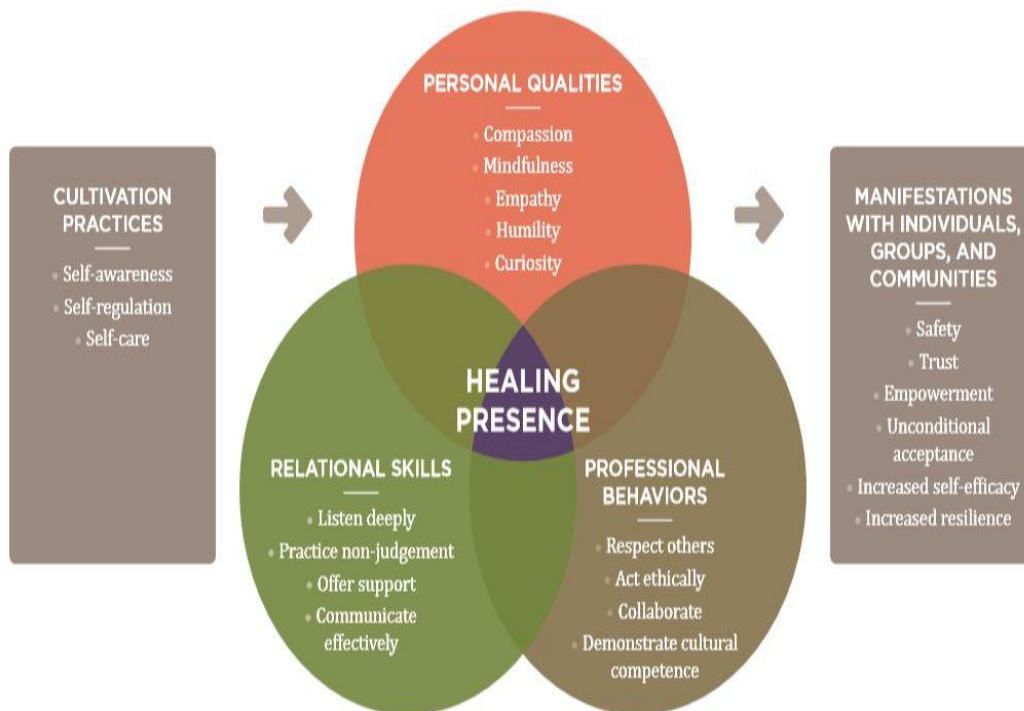 CULTIVATION
PRACTICES
• Self-awareness
• Self-regulation
• Self-care
PERSONAL QUALITIES
• Compassion
• Mindfulness
• Empathy
• Humility
• Curiosity
HEALING
PRESENCE
RELATIONAL SKILLS
• Listen deeply
• Practice non-judgement
• Offer support
• Communicate
effectively
PROFESSIONAL
BEHAVIORS
• Respect others
• Act ethically
• Collaborate
• Demonstrate cultural
competence
MANIFESTATIONS
WITH INDIVIDUALS,
GROUPS, AND
COMMUNITIES
• Safety
• Trust
• Empowerment
• Unconditional
acceptance
• Increased self-efficacy
• Increased resilience